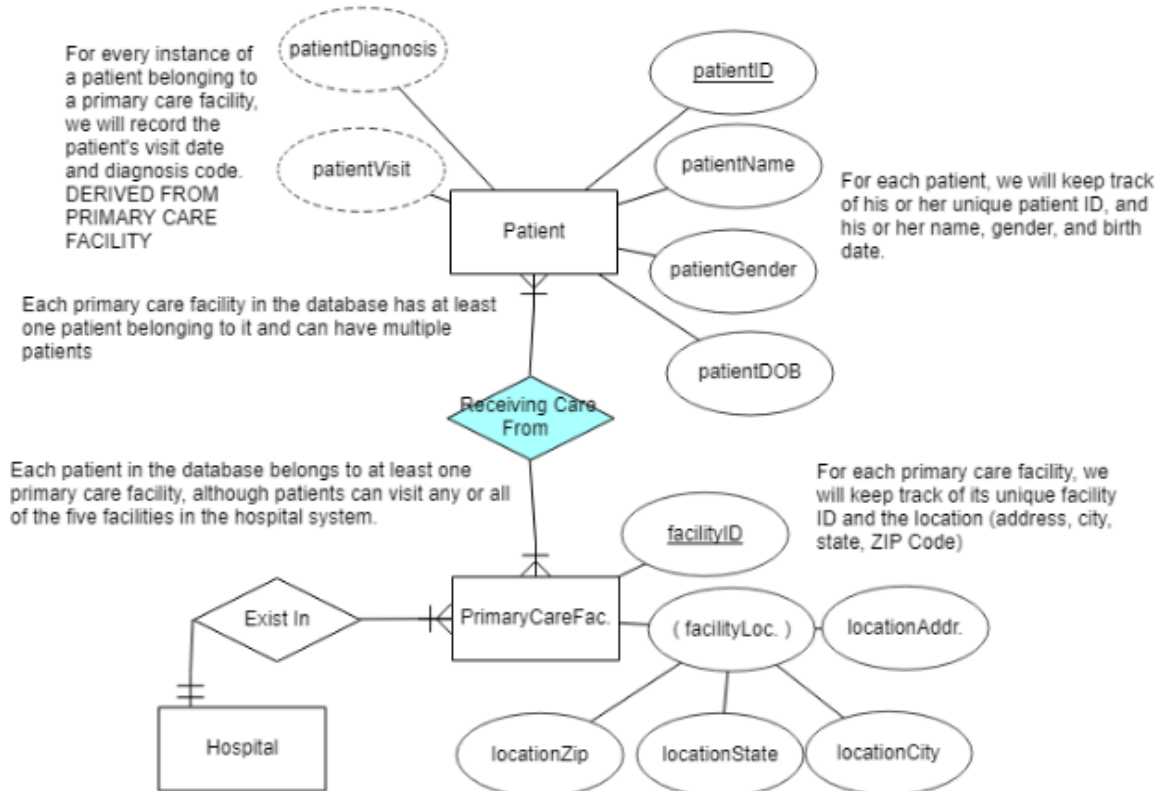 patientDiagnosis
patientID
For every instance of
a patient belonging to
a primary care facility,
we will record the
patient's visit date
and diagnosis code.
DERIVED FROM
PRIMARY CARE
FACILITY
patientVisit
patientName
For each patient, we will keep track
of his or her unique patient ID, and
his or her name, gender, and birth
date.
Patient
patientGender
Each primary care facility in the database has at least
one patient belonging to it and can have multiple
patients
patientDOB
Receiving Care
From
Each patient in the database belongs to at least one
primary care facility, although patients can visit any or all
of the five facilities in the hospital system.
For each primary care facility, we
will keep track of its unique facility
ID and the location (address, city,
state, ZIP Code)
facilityID
Exist In
PrimaryCareFac.
( facilityLoc. )
locationAddr.
Hospital
locationZip
locationState
locationCity